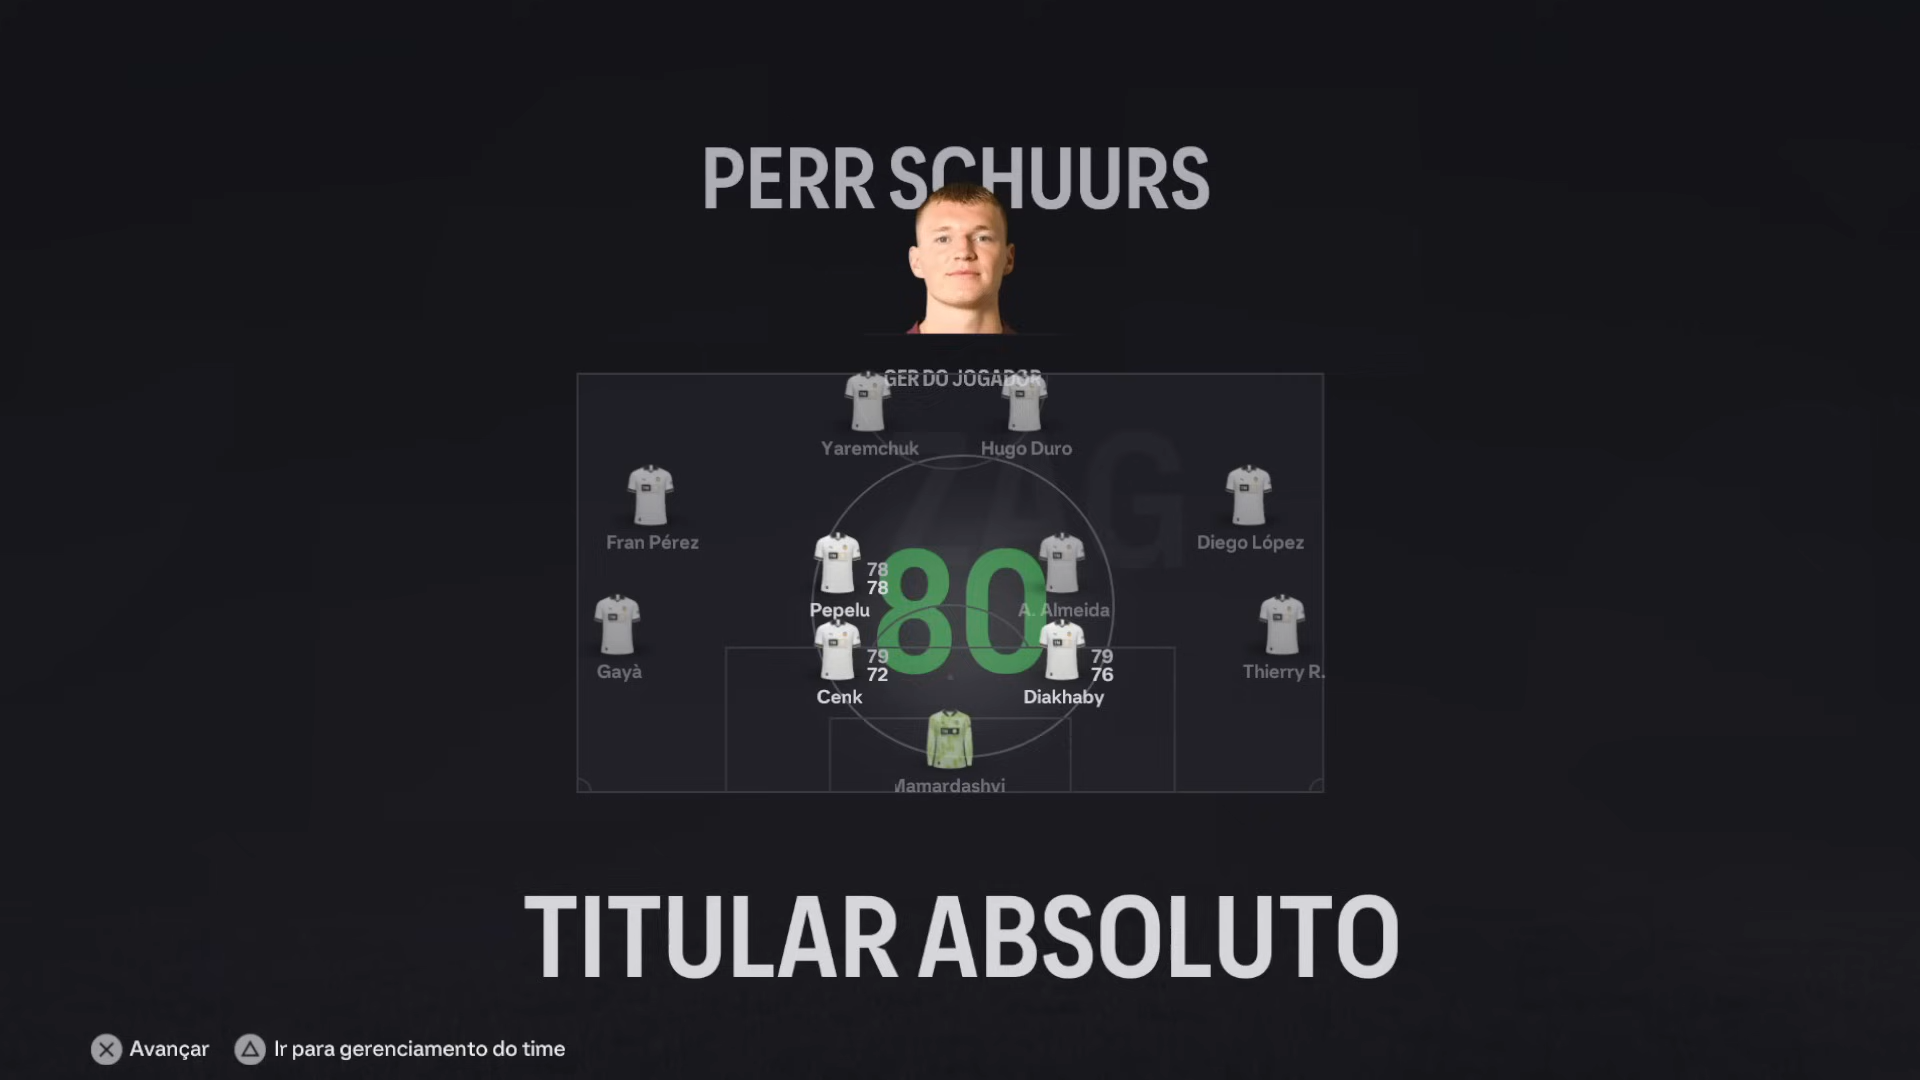 PERR SCHUURS
GER DO JOGADOR
Yaremchuk
Hugo Duro
ZAG
Fran Pérez
Diego López
80
78
78
Pepelu
A. Almeida
Gayà
Thierry R.
79
72
79
76
Cenk
Diakhaby
Mamardashvi
TITULAR ABSOLUTO
Avançar
Ir para gerenciamento do time